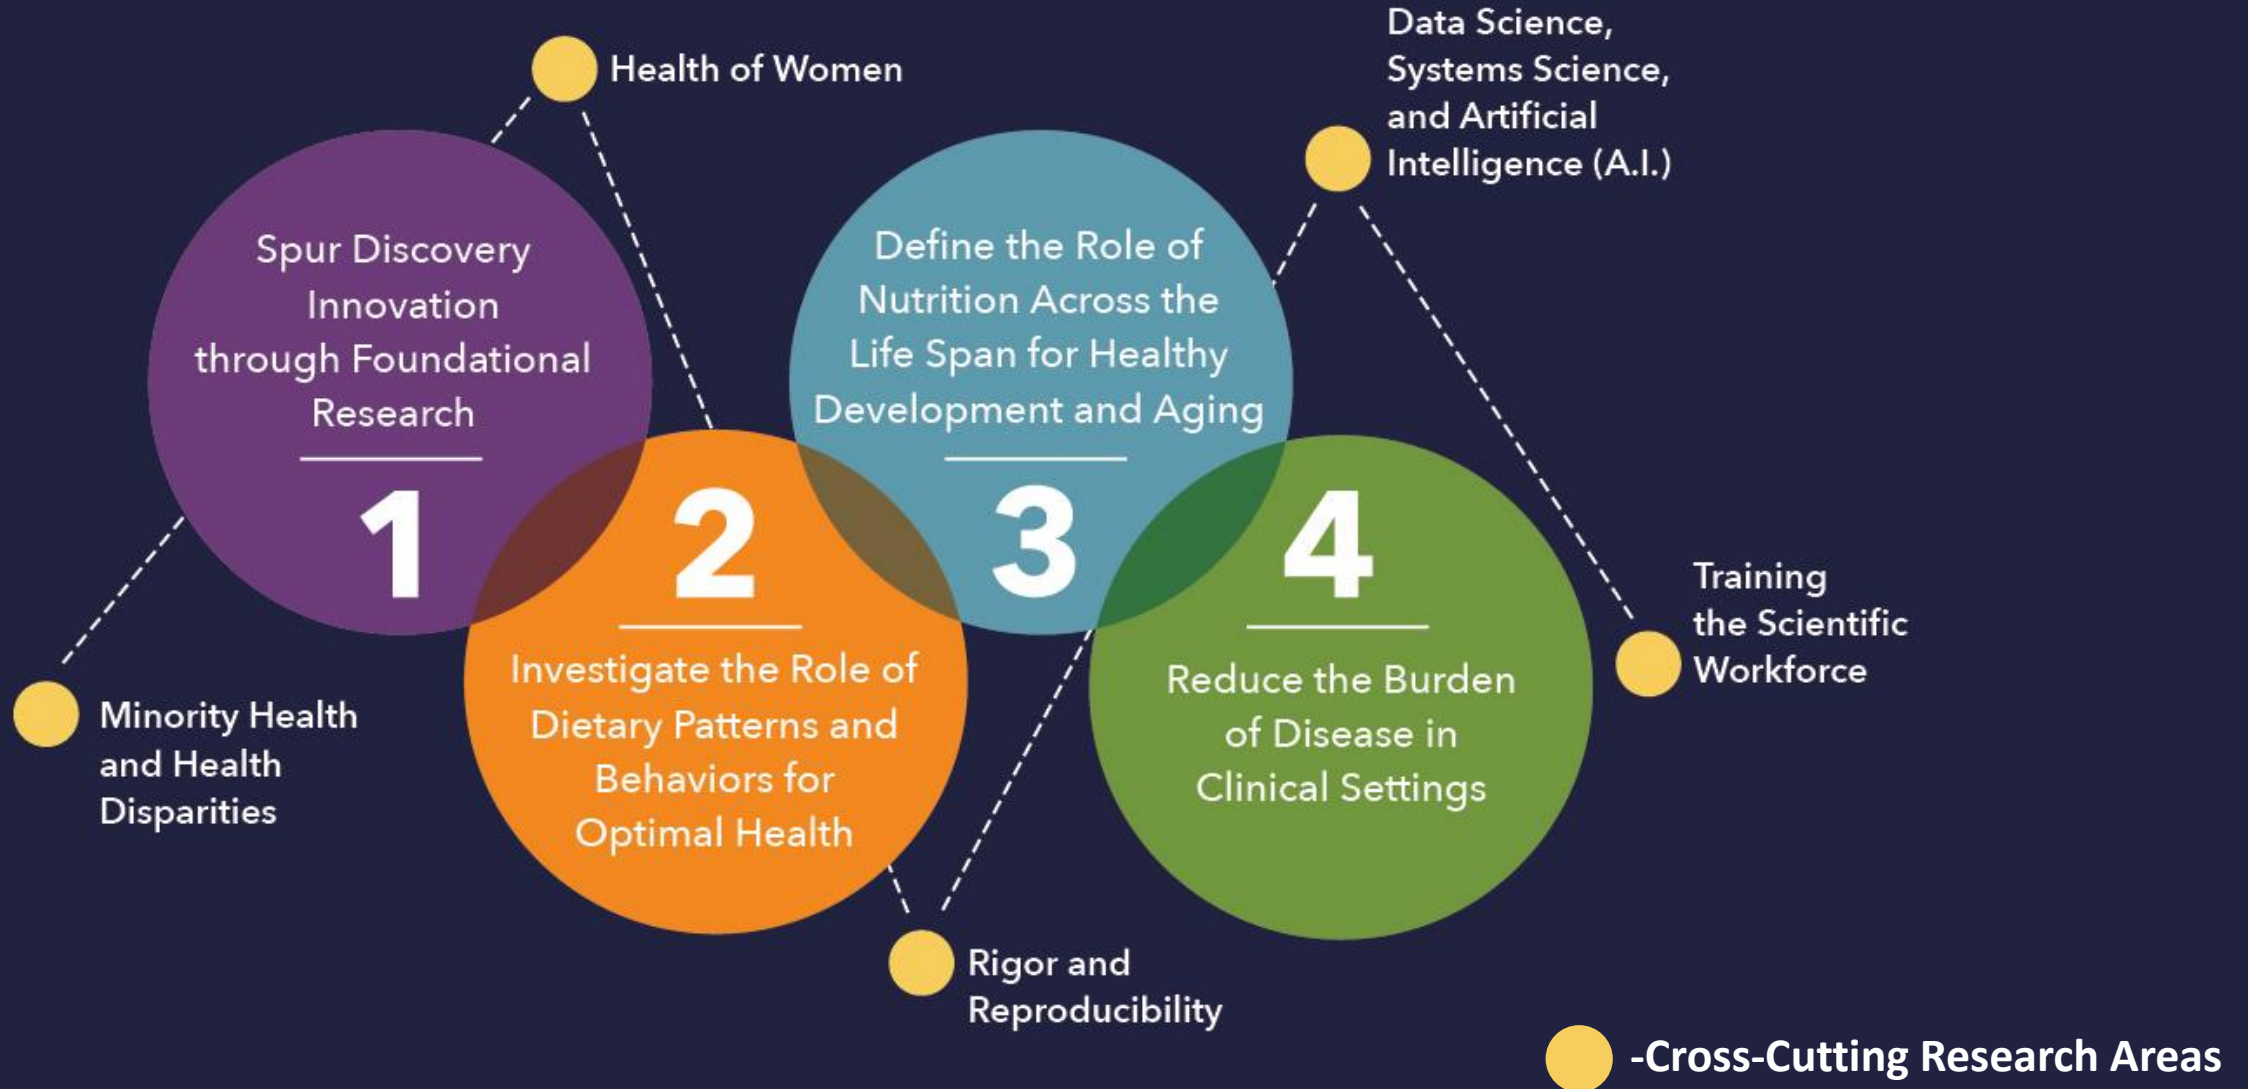 Health of Women
Data Science,
Systems Science,
and Artificial
Intelligence (A.I.)
Spur Discovery
Innovation
through Foundational
Research
1
2
Investigate the Role of
Dietary Patterns and
Behaviors for
Optimal Health
Define the Role of
Nutrition Across the
Life Span for Healthy
Development and Aging
3
4
Reduce the Burden
of Disease in
Clinical Settings
Training
the Scientific
Workforce
Minority Health
and Health
Disparities
Rigor and
Reproducibility
-Cross-Cutting Research Areas